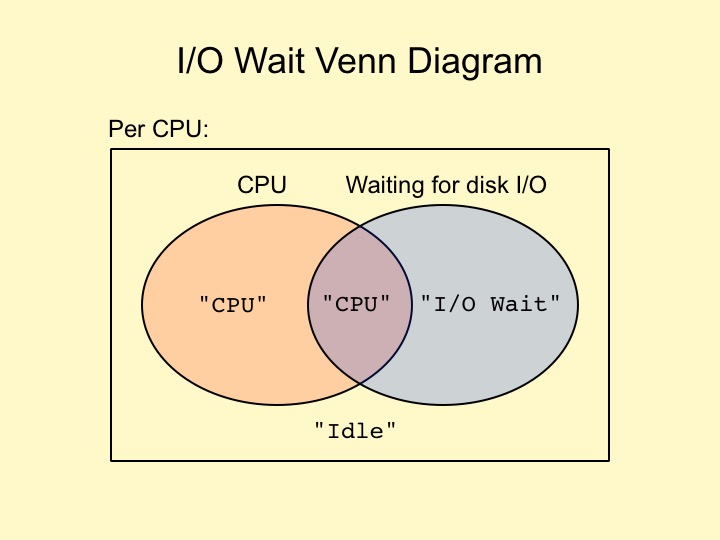 I/O Wait Venn Diagram
Per CPU:
CPU Waiting for disk I/O
"CPU" "CPU" "I/O Wait"
"Idle"